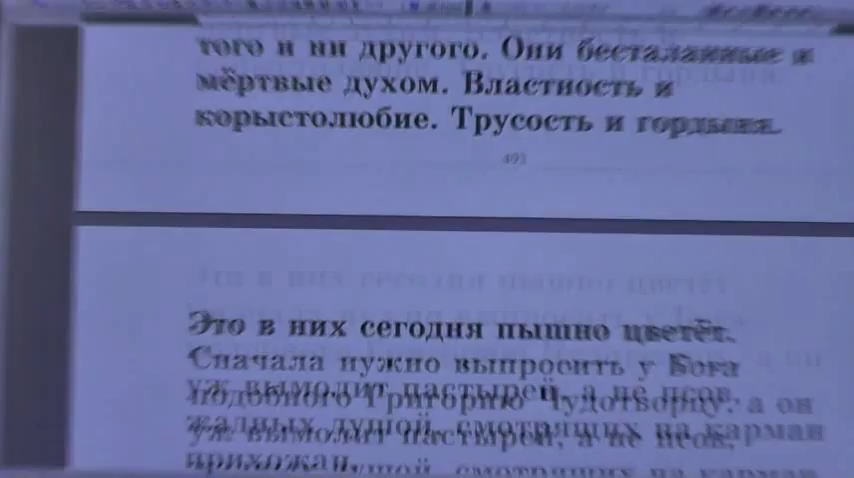 того и ни другого. Они бесталанные и
мёртвые духом. Властность и
корыстолюбие. Трусость и гордыня.
493
Это в них сегодня пышно цветёт.
Сначала нужно выпросить у Бога
подобного Григорию Чудотворцу, а он
уж вымолит пастырей, а не псов,
жадных душой, смотрящих на карман
прихожан.